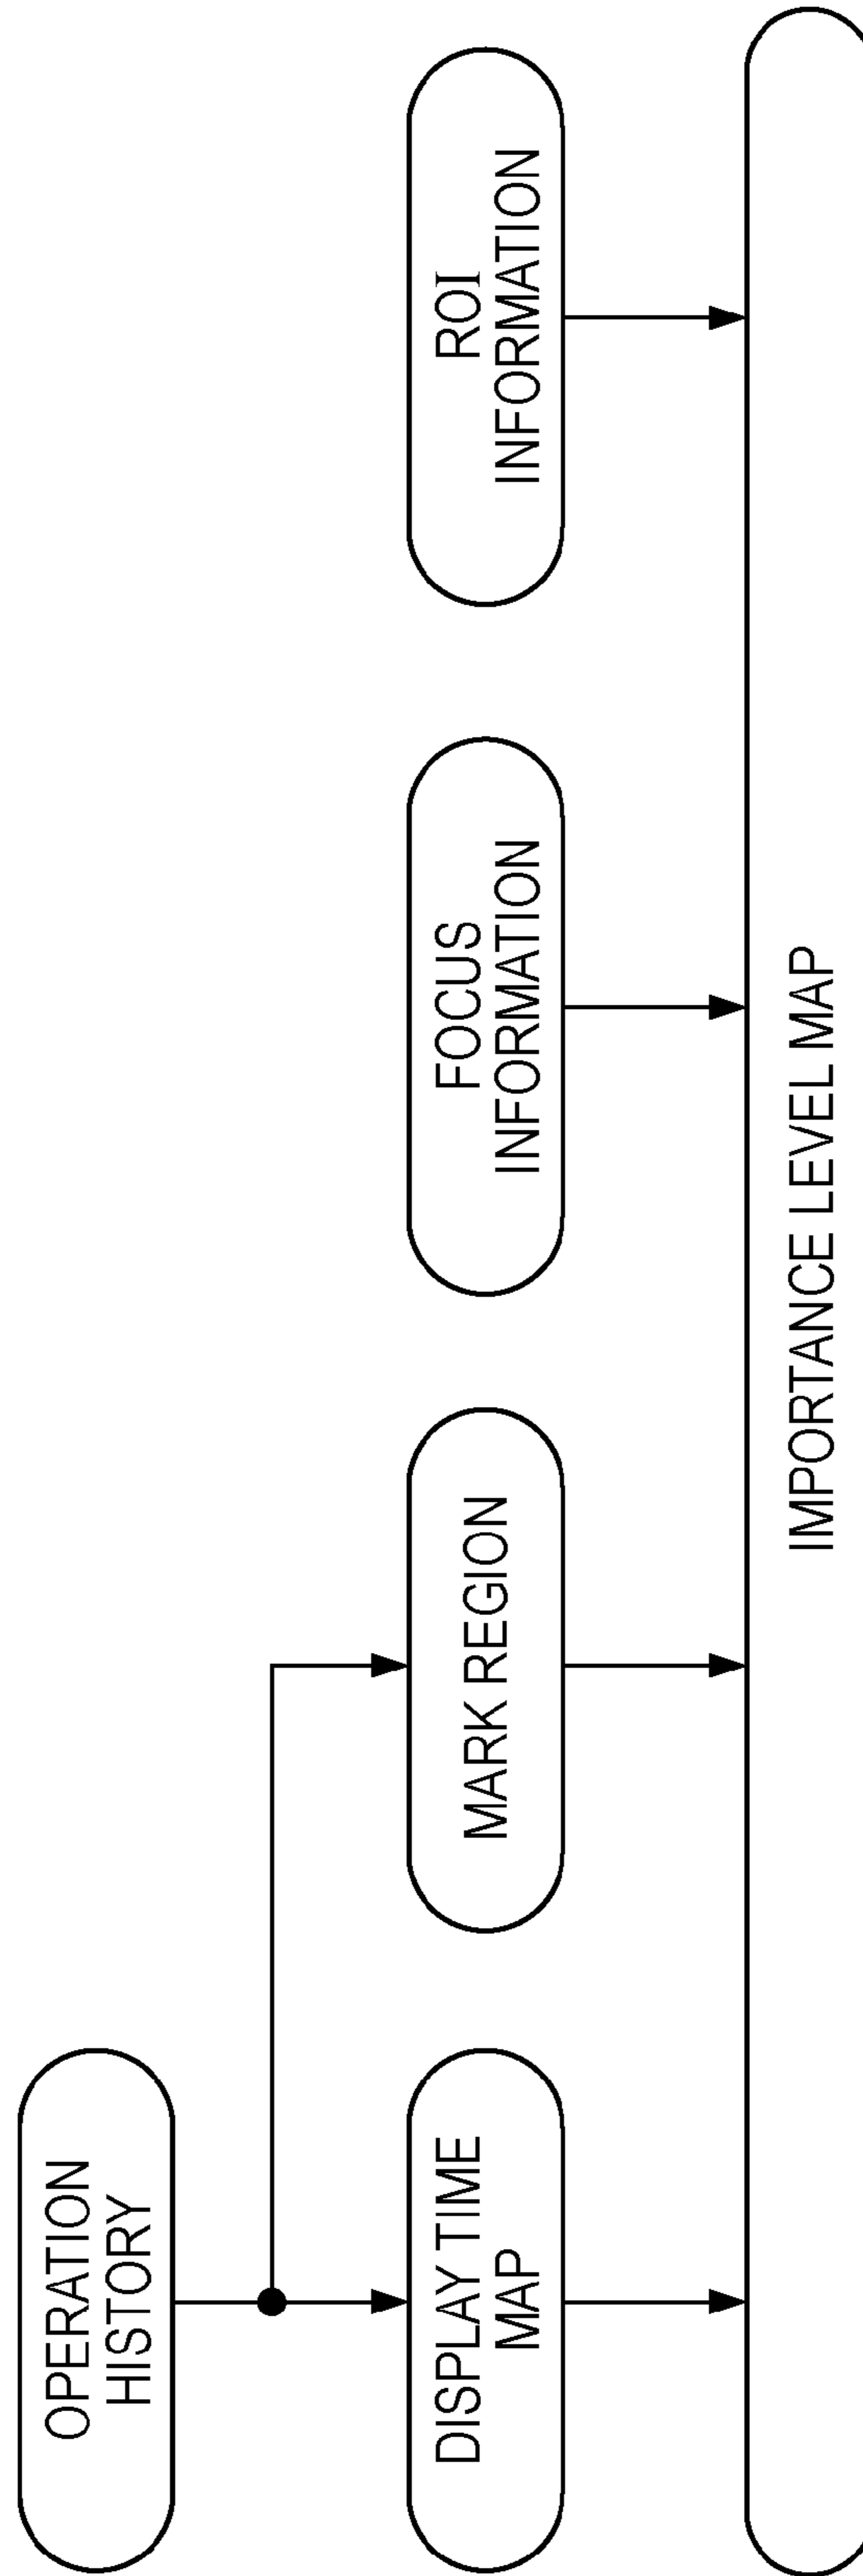 OPERATION
HISTORY
DISPLAY TIME
MAP
MARK REGION
FOCUS
INFORMATION
ROI
INFORMATION
IMPORTANCE LEVEL MAP